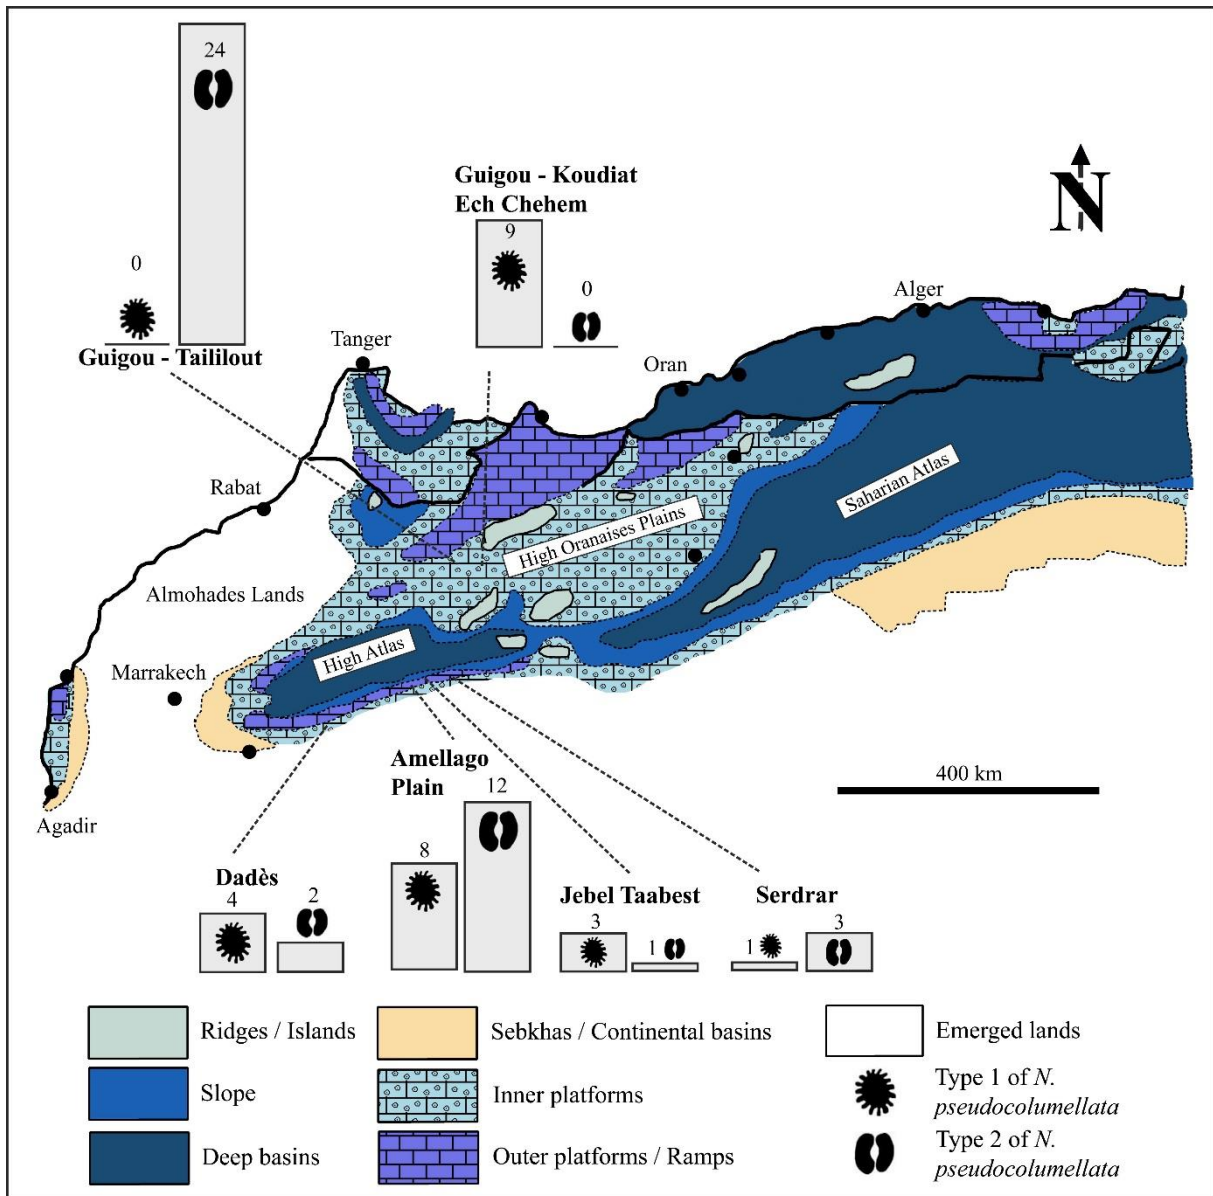 24
0
Guigou - Taililout
Guigou - Koudiat
Ech Chehem
9
0
N
Alger
Tanger
Oran
Rabat
Saharian Atlas
High Oranaises Plains
Almohades Lands
High Atlas
Marrakech
Agadir
400 km
Amellago
Plain
12
8
Dadès
4
2
Jebel Taabest
3
1
Serdrar
1
3
Ridges / Islands
Slope
Deep basins
Sebkhas / Continental basins
Inner platforms
Outer platforms / Ramps
Emerged lands
Type 1 of N.
pseudocolumellata
Type 2 of N.
pseudocolumellata